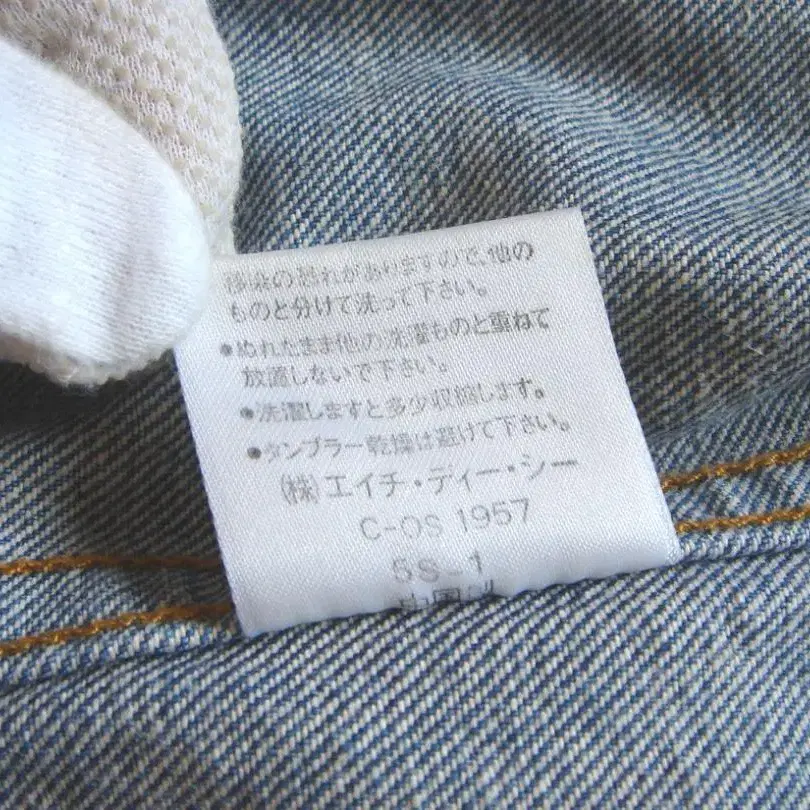 移染の恐れがありますので、他の
ものと分けて洗って下さい。
●ぬれたまま他の洗濯ものと重ねて
放置しないで下さい。
●洗濯しますと多少収縮します。
●タンブラー乾燥は避けて下さい。
(株)エイチ・ディー・シー
C-OS 1957
5S-1
中国